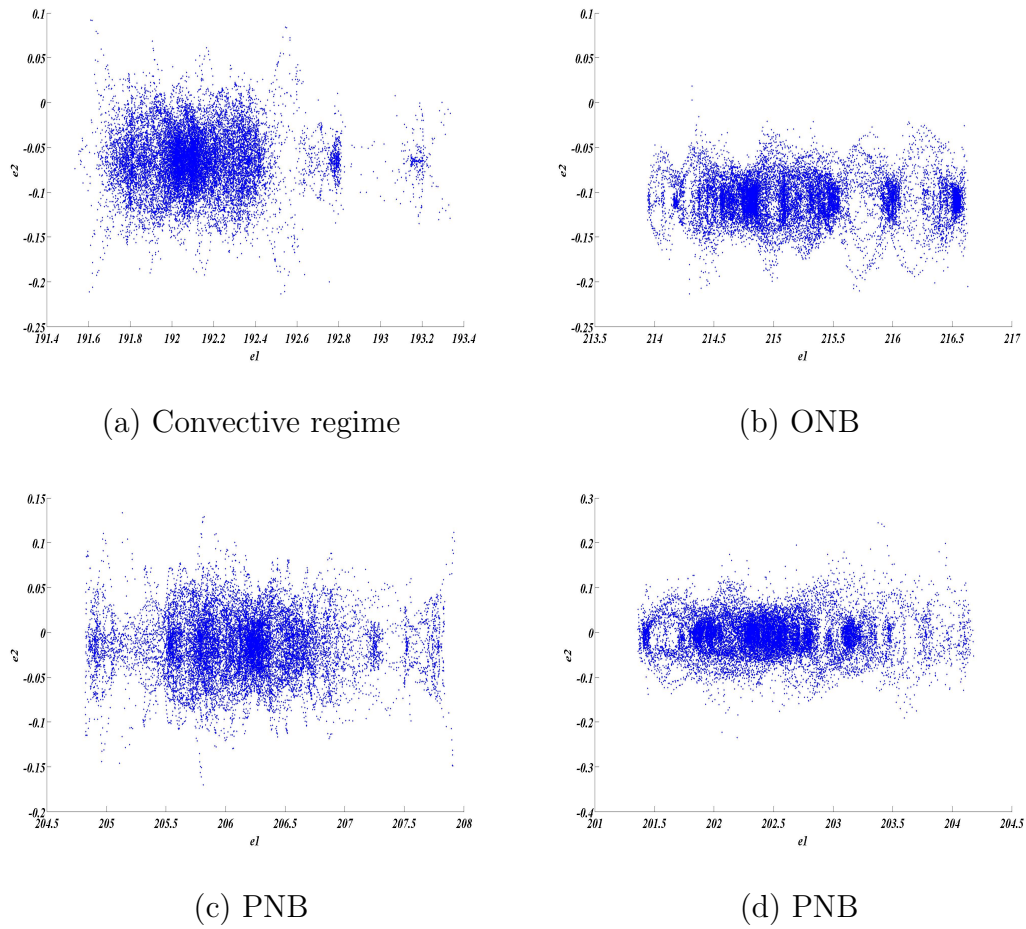 0.1
0.05
0
-0.05
-0.1
-0.15
-0.2
-0.25
e2
191.4 191.6 191.8 192 192.2 192.4 192.6 192.8 193 193.2 193.4
e1
(a) Convective regime
0.1
0.05
0
-0.05
-0.1
-0.15
-0.2
-0.25
e2
213.5 214 214.5 215 215.5 216 216.5 217
e1
(b) ONB
0.15
0.1
0.05
0
-0.05
-0.1
-0.15
-0.2
e2
204.5 205 205.5 206 206.5 207 207.5 208
e1
(c) PNB
0.3
0.2
0.1
0
-0.1
-0.2
-0.3
-0.4
e2
201 201.5 202 202.5 203 203.5 204 204.5
e1
(d) PNB